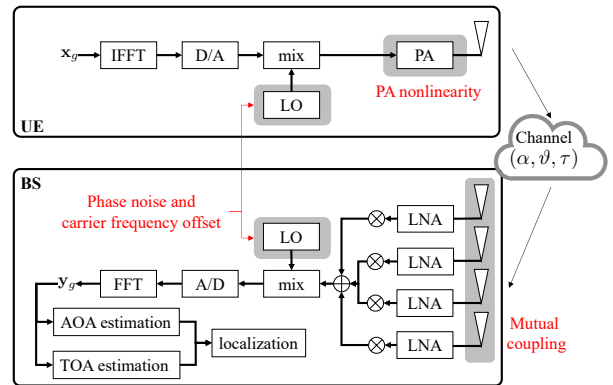 x_g
IFFT
D/A
mix
PA
PA nonlinearity
LO
UE
Channel
(α, ϑ, τ)
BS
Phase noise and
carrier frequency offset
LO
LNA
LNA
LNA
LNA
y_g
FFT
A/D
mix
AOA estimation
TOA estimation
localization
Mutual
coupling